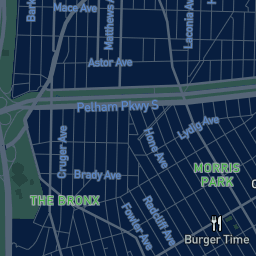 Mace Ave
Matthews Ave
Laconia Ave
Astor Ave
Pelham Pkwy S
Cruger Ave
Hone Ave
Lydig Ave
Brady Ave
MORRIS
PARK
THE BRONX
Fowler Ave
Radcliff Ave
Burger Time